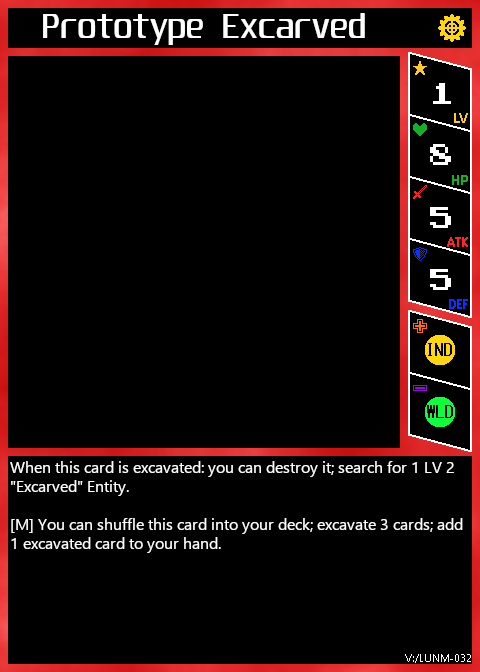 Prototype Excarved
1
LV
8
HP
5
ATK
5
DEF
IND
WLD
When this card is excavated: you can destroy it; search for 1 LV 2
"Excarved" Entity.
[M] You can shuffle this card into your deck; excavate 3 cards; add
1 excavated card to your hand.
V:/LUNM-032